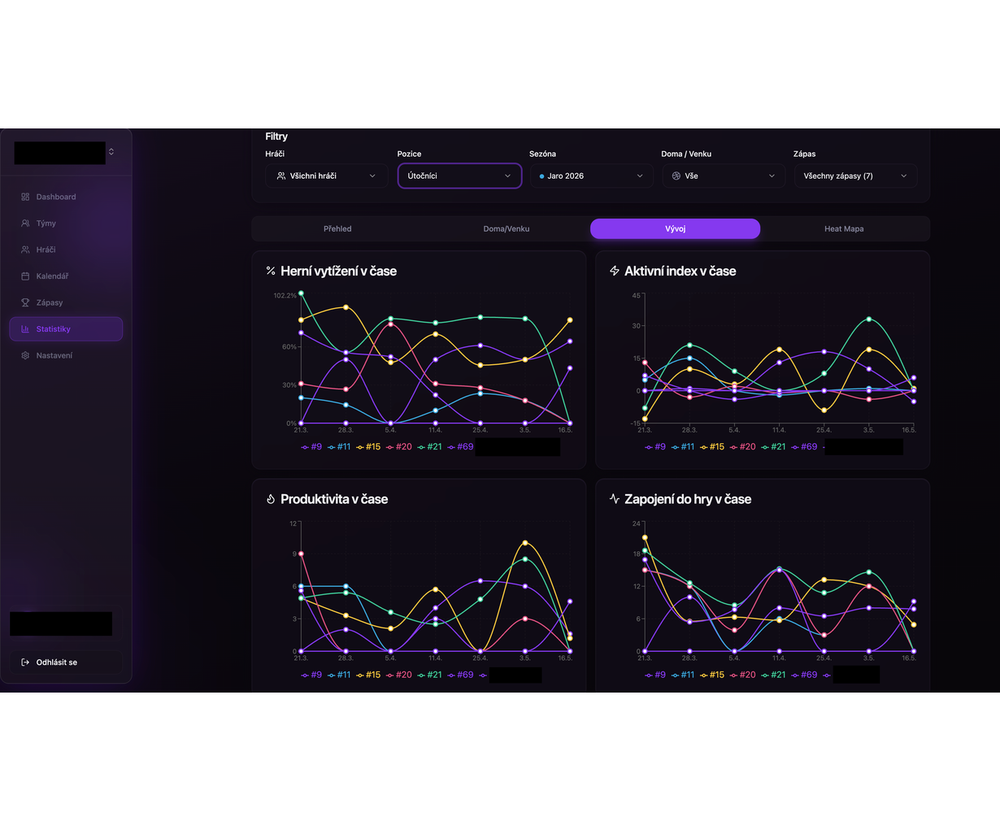 Filtry
Hráči
Pozice
Sezóna
Doma / Venku
Zápas
Všichni hráči
Útočníci
Jaro 2026
Vše
Všechny zápasy (7)
Dashboard
Týmy
Hráči
Kalendář
Zápasy
Statistiky
Nastavení
Odhlásit se
Přehled
Doma/Venku
Vývoj
Heat Mapa
Herní vytížení v čase
102.2%
60%
30%
0%
21.3. 28.3. 5.4. 11.4. 25.4. 3.5. 16.5.
#9 #11 #15 #20 #21 #69
Aktivní index v čase
45
30
15
0
-15
21.3. 28.3. 5.4. 11.4. 25.4. 3.5. 16.5.
#9 #11 #15 #20 #21 #69
Produktivita v čase
12
9
6
3
0
21.3. 28.3. 5.4. 11.4. 25.4. 3.5. 16.5.
#9 #11 #15 #20 #21 #69
Zapojení do hry v čase
24
18
12
6
0
21.3. 28.3. 5.4. 11.4. 25.4. 3.5. 16.5.
#9 #11 #15 #20 #21 #69